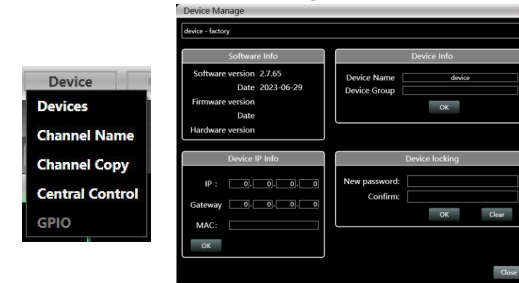 Device
Devices
Channel Name
Channel Copy
Central Control
GPIO
Device Manage
device - factory
Software Info
Software version 2.7.65
Date 2023-06-29
Firmware version
Date
Hardware version
Device Info
Device Name device
Device Group
OK
Device IP Info
IP : 0. 0. 0. 0
Gateway 0. 0. 0. 0
MAC:
OK
Device locking
New password:
Confirm:
OK Clear
Close